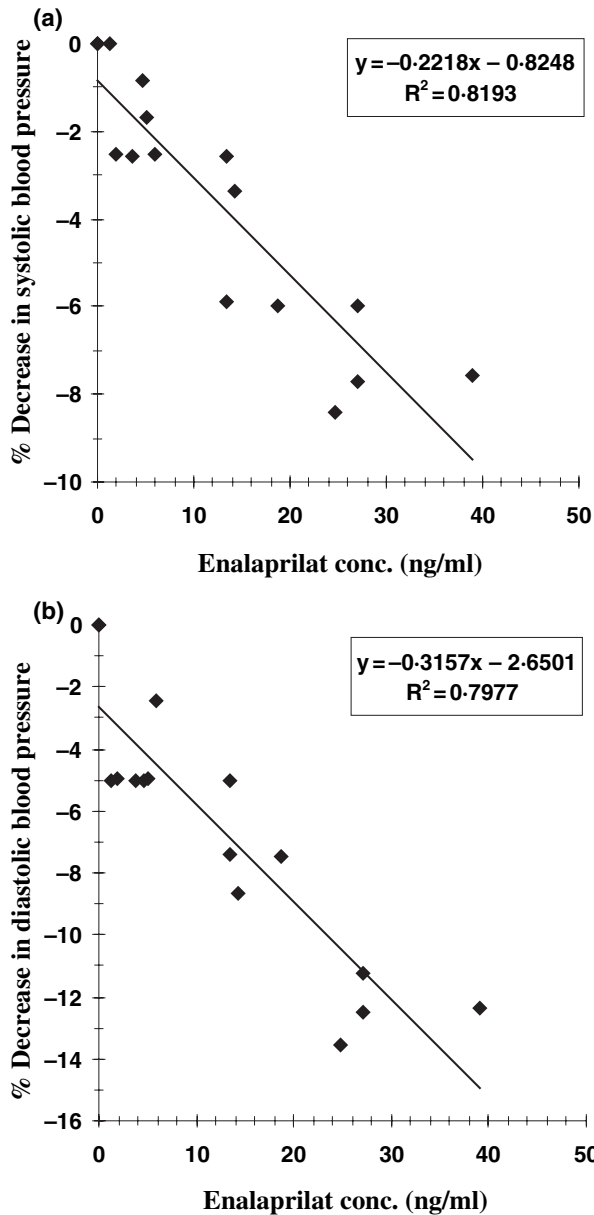 (a)
0
−2
−4
−6
−8
−10
% Decrease in systolic blood pressure
y = −0·2218x − 0·8248
R² = 0·8193
0 10 20 30 40 50
Enalaprilat conc. (ng/ml)
(b)
0
−2
−4
−6
−8
−10
−12
−14
−16
% Decrease in diastolic blood pressure
y = −0·3157x − 2·6501
R² = 0·7977
0 10 20 30 40 50
Enalaprilat conc. (ng/ml)